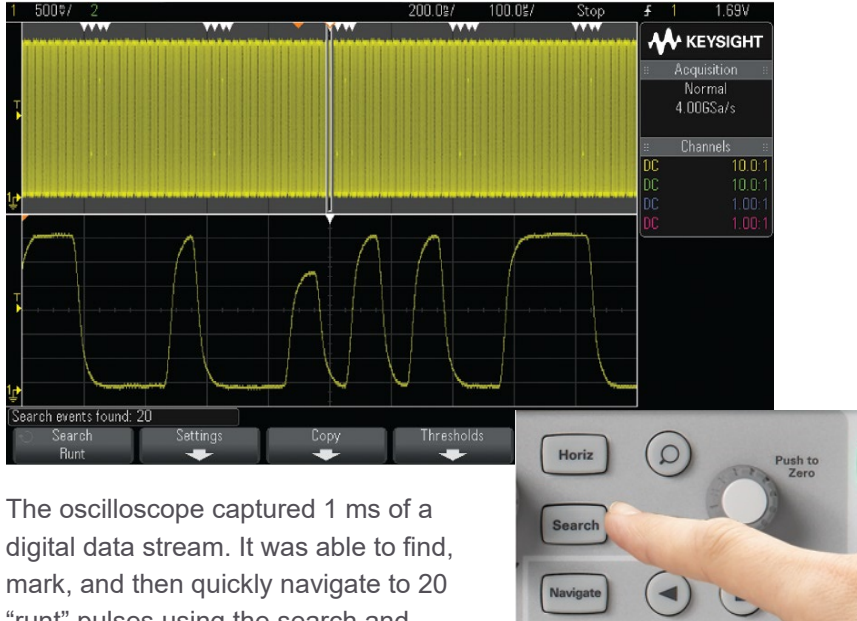 1 500▽/ 2 200.0▽/ 100.0▽/ Stop 1 1.69V
KEYSIGHT
Acquisition
Normal
4.00GSa/s
Channels
DC 10.0:1
DC 10.0:1
DC 1.00:1
DC 1.00:1
T
1
T
1
Search events found: 20
Search
Runt
Settings
Copy
Thresholds
Horiz
Push to
Zero
Search
Navigate
The oscilloscope captured 1 ms of a
digital data stream. It was able to find,
mark, and then quickly navigate to 20